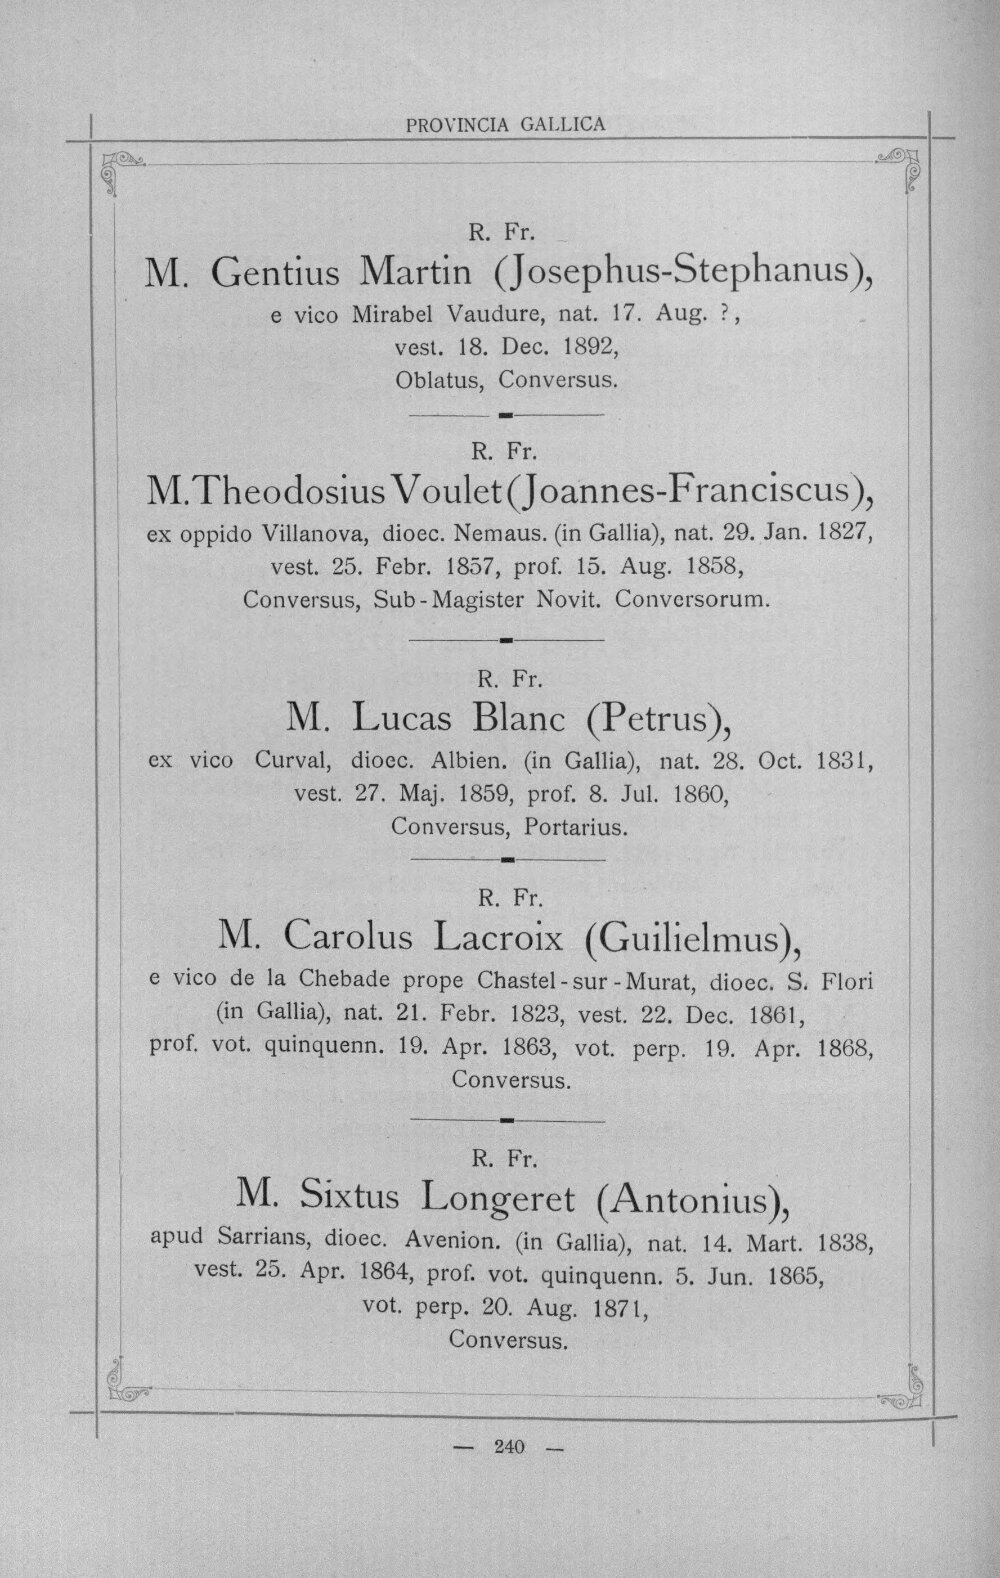 PROVINCIA GALLICA
R. Fr.
M. Gentius Martin (Josephus-Stephanus),
e vico Mirabel Vaudure, nat. 17. Aug. ?,
vest. 18. Dec. 1892,
Oblatus, Conversus.
R. Fr.
M. Theodosius Voulet (Joannes-Franciscus),
ex oppido Villanova, dioec. Nemaus. (in Gallia), nat. 29. Jan. 1827,
vest. 25. Febr. 1857, prof. 15. Aug. 1858,
Conversus, Sub-Magister Novit. Conversorum.
R. Fr.
M. Lucas Blanc (Petrus),
ex vico Curval, dioec. Albien. (in Gallia), nat. 28. Oct. 1831,
vest. 27. Maj. 1859, prof. 8. Jul. 1860,
Conversus, Portarius.
R. Fr.
M. Carolus Lacroix (Guilielmus),
e vico de la Chebade prope Chastel-sur-Murat, dioec. S. Flori
(in Gallia), nat. 21. Febr. 1823, vest. 22. Dec. 1861,
prof. vot. quinquenn. 19. Apr. 1863, vot. perp. 19. Apr. 1868,
Conversus.
R. Fr.
M. Sixtus Longeret (Antonius),
apud Sarrians, dioec. Avenion. (in Gallia), nat. 14. Mart. 1838,
vest. 25. Apr. 1864, prof. vot. quinquenn. 5. Jun. 1865,
vot. perp. 20. Aug. 1871,
Conversus.
— 240 —